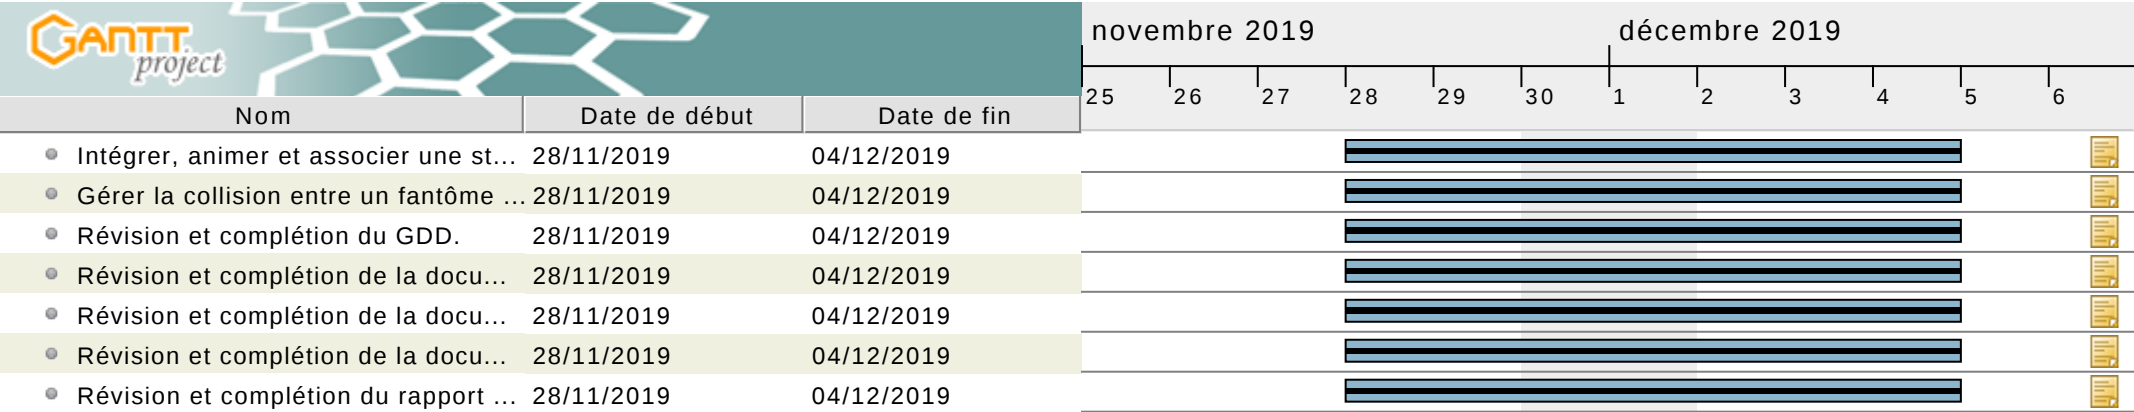 GANTT
project
novembre 2019 décembre 2019
25 26 27 28 29 30 1 2 3 4 5 6
Nom Date de début Date de fin
Intégrer, animer et associer une st... 28/11/2019 04/12/2019
Gérer la collision entre un fantôme ... 28/11/2019 04/12/2019
Révision et complétion du GDD. 28/11/2019 04/12/2019
Révision et complétion de la docu... 28/11/2019 04/12/2019
Révision et complétion de la docu... 28/11/2019 04/12/2019
Révision et complétion de la docu... 28/11/2019 04/12/2019
Révision et complétion du rapport ... 28/11/2019 04/12/2019